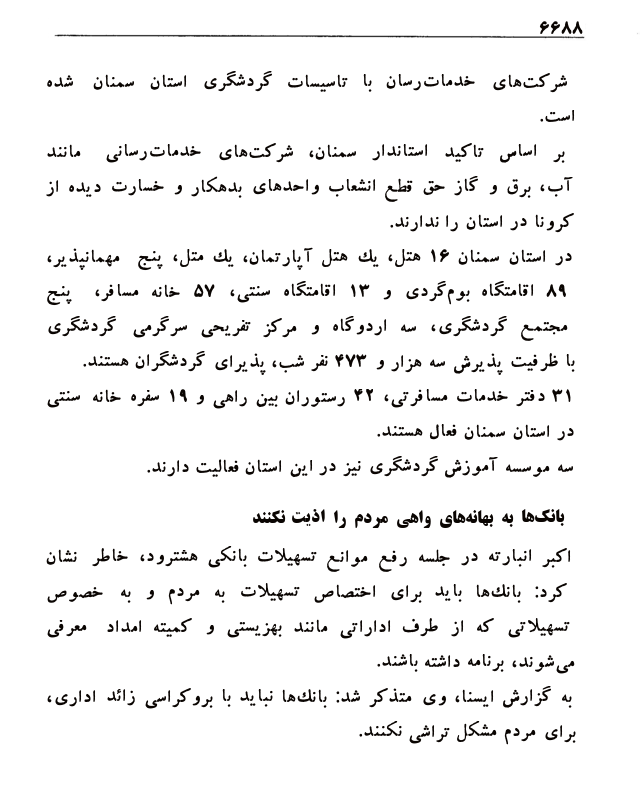 ۶۶۸۸
شرکت‌های خدمات‌رسان با تاسیسات گردشگری استان سمنان شده
است.
بر اساس تاکید استاندار سمنان، شرکت‌های خدمات‌رسانی مانند
آب، برق و گاز حق قطع انشعاب واحدهای بدهکار و خسارت دیده از
کرونا در استان را ندارند.
در استان سمنان ۱۶ هتل، یك هتل آپارتمان، یك متل، پنج مهمانپذیر،
۸۹ اقامتگاه بوم‌گردی و ۱۳ اقامتگاه سنتی، ۵۷ خانه مسافر، پنج
مجتمع گردشگری، سه اردوگاه و مرکز تفریحی سرگرمی گردشگری
با ظرفیت پذیرش سه هزار و ۴۷۳ نفر شب، پذیرای گردشگران هستند.
۳۱ دفتر خدمات مسافرتی، ۴۲ رستوران بین راهی و ۱۹ سفره خانه سنتی
در استان سمنان فعال هستند.
سه موسسه آموزش گردشگری نیز در این استان فعالیت دارند.
بانک‌ها به بهانه‌های واهی مردم را اذیت نکنند
اکبر انبارته در جلسه رفع موانع تسهیلات بانکی هشترود، خاطر نشان
کرد: بانك‌ها باید برای اختصاص تسهیلات به مردم و به خصوص
تسهیلاتی که از طرف اداراتی مانند بهزیستی و کمیته امداد معرفی
می‌شوند، برنامه داشته باشند.
به گزارش ایسنا، وی متذکر شد: بانك‌ها نباید با بروکراسی زائد اداری،
برای مردم مشکل تراشی نکنند.